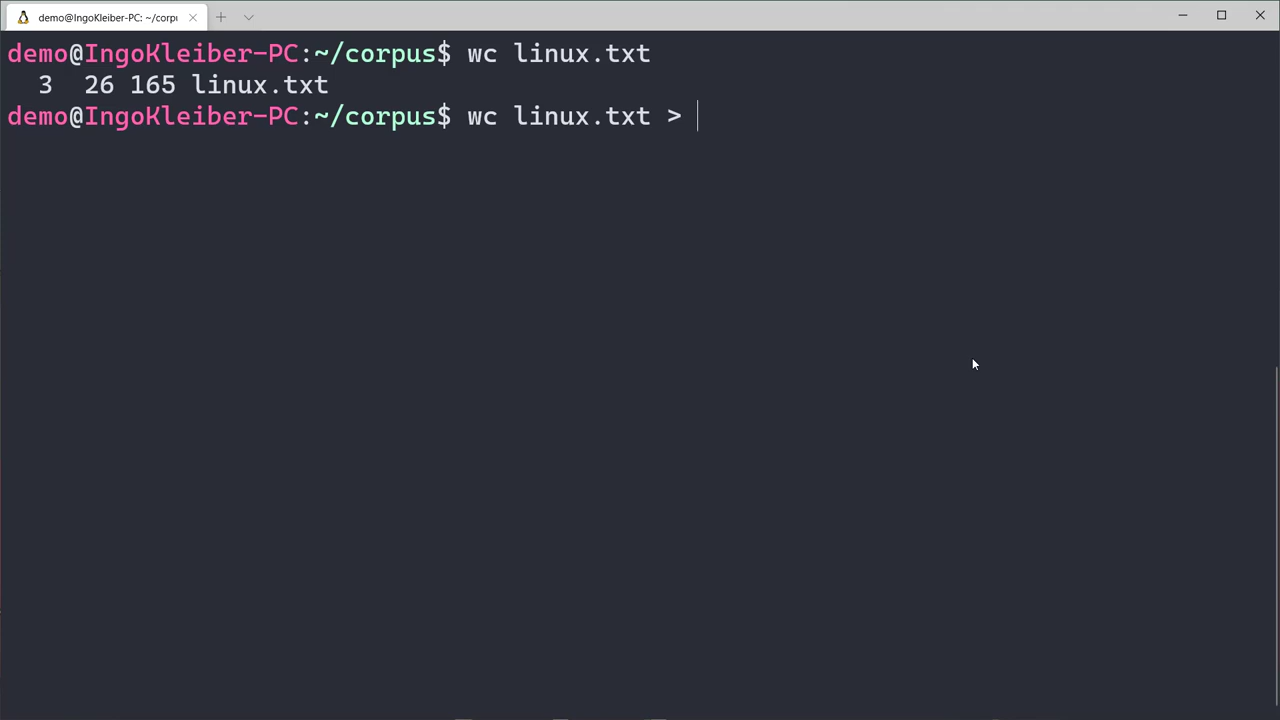 demo@IngoKleiber-PC: ~/corpu
demo@IngoKleiber-PC:~/corpus$ wc linux.txt
  3  26 165 linux.txt
demo@IngoKleiber-PC:~/corpus$ wc linux.txt >